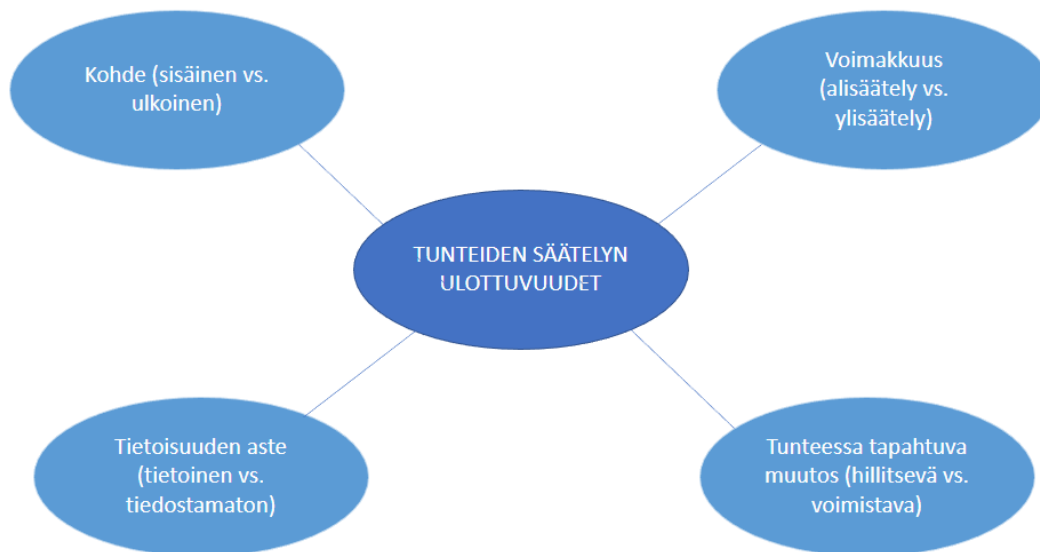 Kohde (sisäinen vs.
ulkoinen)
Voimakkuus
(alisäätely vs.
ylisäätely)
TUNTEIDEN SÄÄTELYN
ULOTTUVUUDET
Tietoisuuden aste
(tietoinen vs.
tiedostamaton)
Tunteessa tapahtuva
muutos (hillitsevä vs.
voimistava)